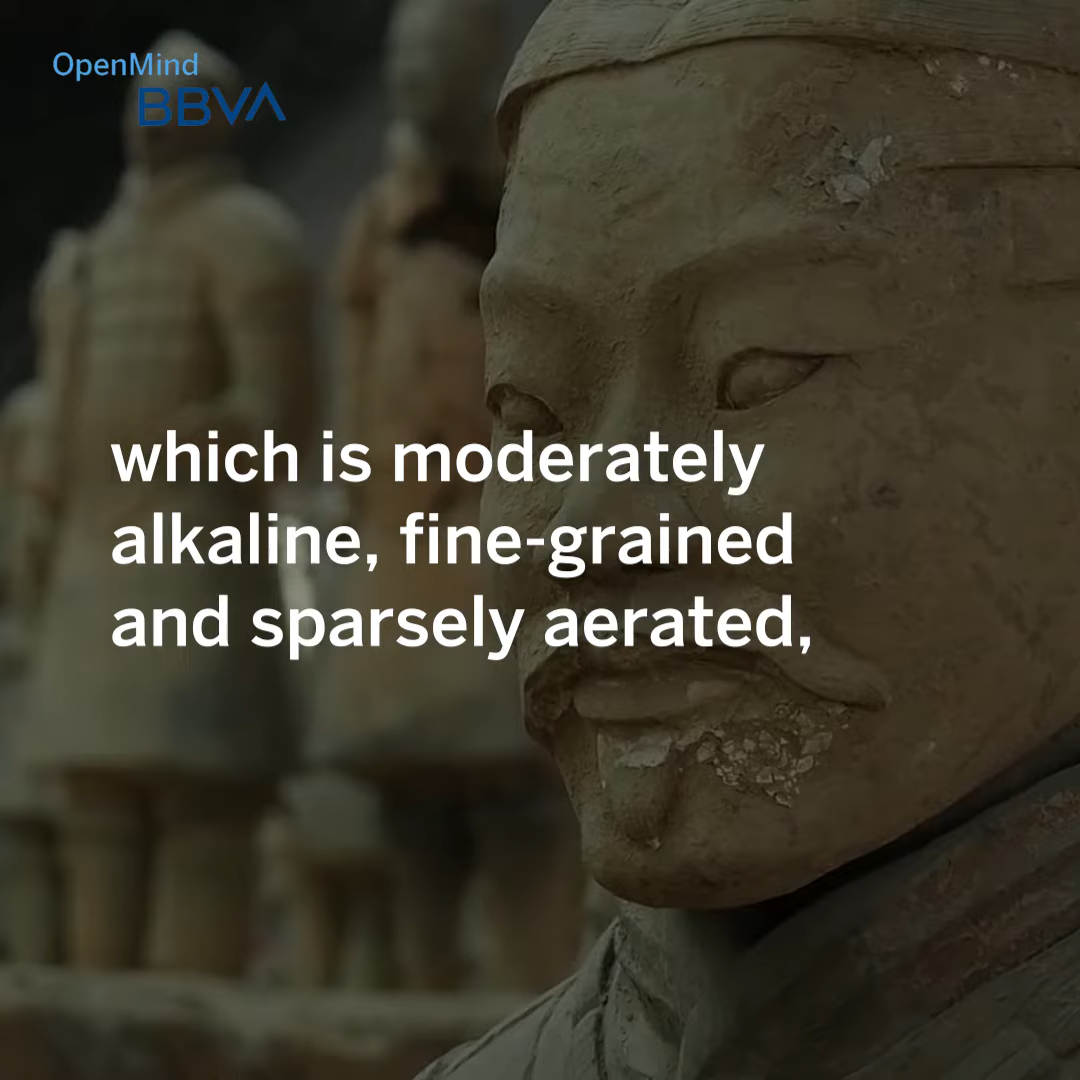 OpenMind
BBVA
which is moderately
alkaline, fine-grained
and sparsely aerated,